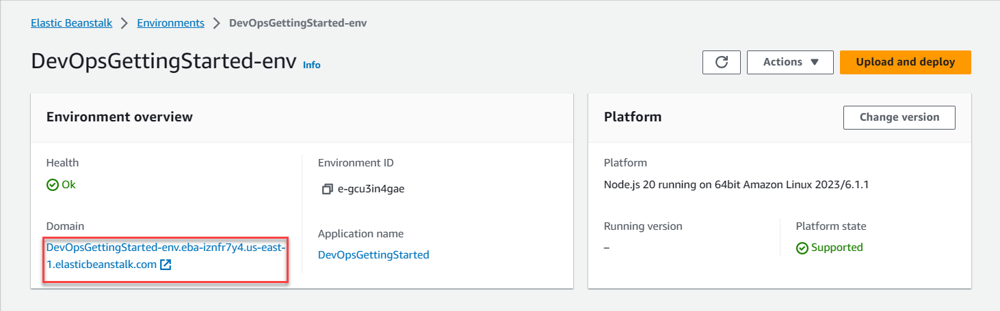 Elastic Beanstalk > Environments > DevOpsGettingStarted-env
DevOpsGettingStarted-env Info
Actions
Upload and deploy
Environment overview
Health
Ok
Domain
DevOpsGettingStarted-env.eba-iznfr7y4.us-east-
1.elasticbeanstalk.com
Environment ID
e-gcu3in4gae
Application name
DevOpsGettingStarted
Platform
Change version
Platform
Node.js 20 running on 64bit Amazon Linux 2023/6.1.1
Running version
–
Platform state
Supported